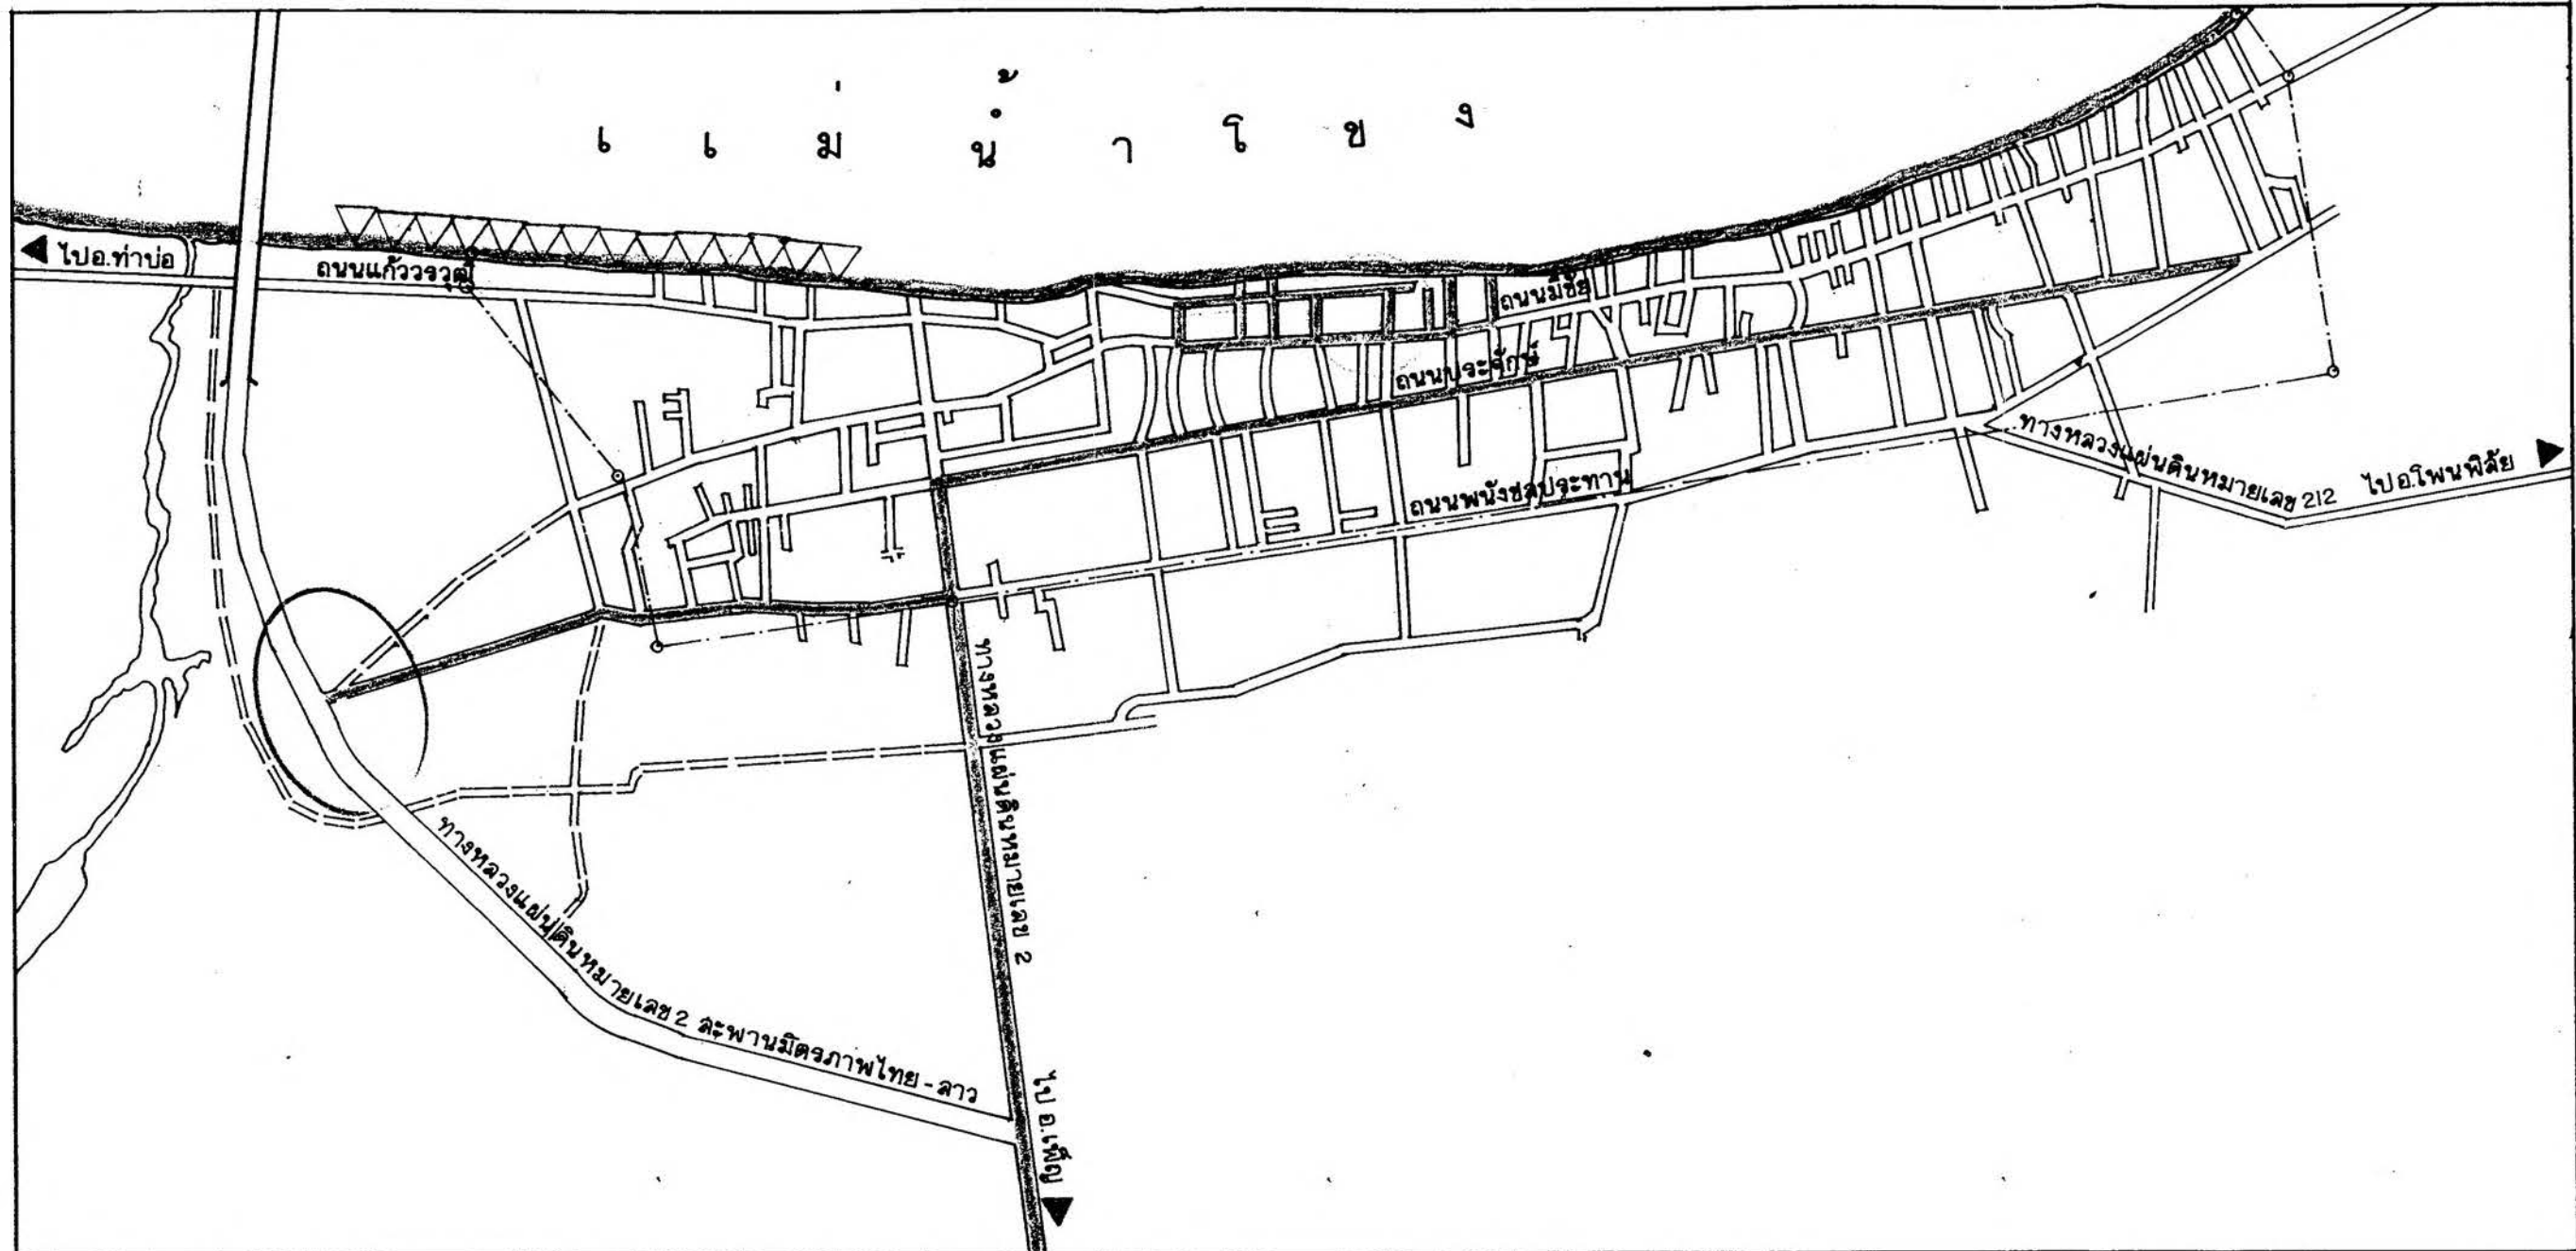 แม่น้ำโขง
ไปอ.ท่าบ่อ
ถนนแก้ววรวุฒิ
ถนนมีชัย
ถนนประจักษ์
ถนนพนังชลประทาน
ทางหลวงแผ่นดินหมายเลข 212
ไปอ.โพนพิสัย
ทางหลวงแผ่นดินหมายเลข 2
ทางหลวงแผ่นดินหมายเลข 2 สะพานมิตรภาพไทย-ลาว
ไป อ.เพ็ญ